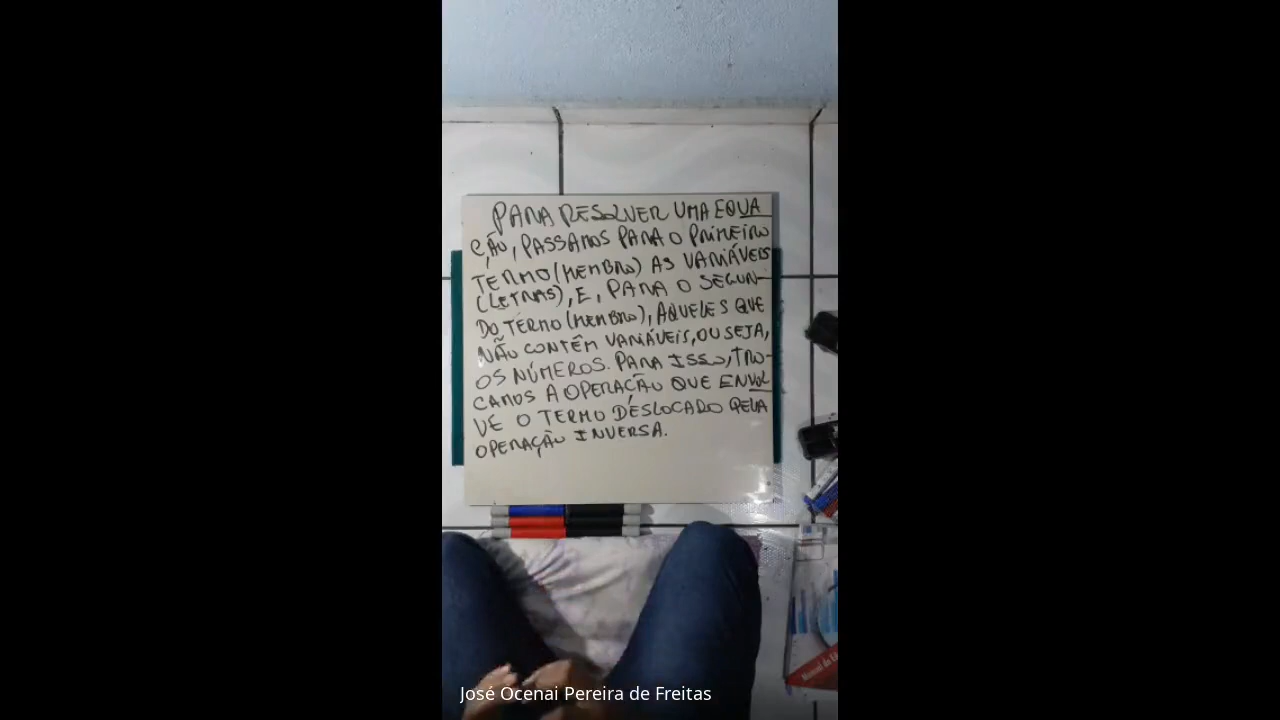 PARA RESOLVER UMA EQUA
ÇÃO, PASSAMOS PARA O PRIMEIRO
TERMO (MEMBRO) AS VARIÁVEIS
(LETRAS), E, PARA O SEGUN-
DO TERMO (MEMBRO), AQUELES QUE
NÃO CONTÊM VARIÁVEIS, OU SEJA,
OS NÚMEROS. PARA ISSO, TRO-
CAMOS A OPERAÇÃO QUE ENVOL
VE O TERMO DESLOCADO PELA
OPERAÇÃO INVERSA.
José Ocenai Pereira de Freitas